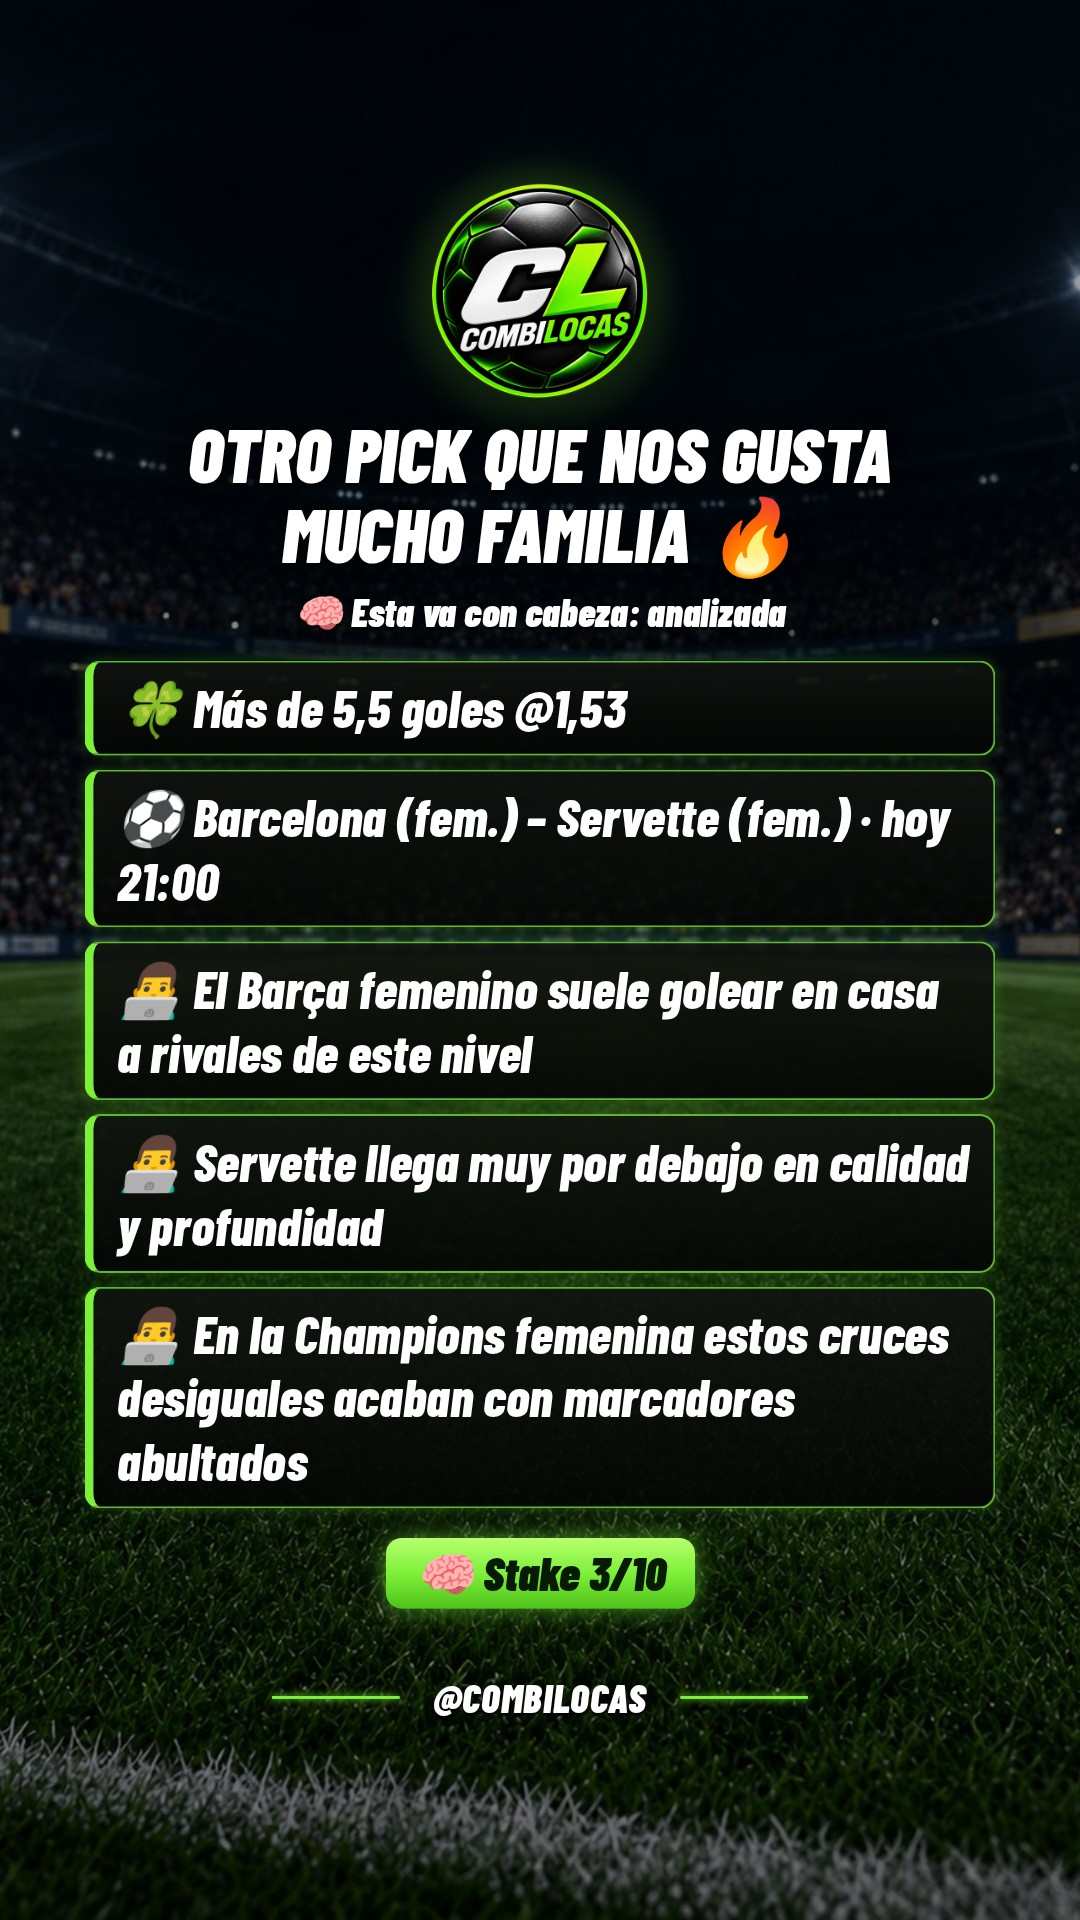 CL
COMBILOCAS
OTRO PICK QUE NOS GUSTA
MUCHO FAMILIA 🔥
🧠 Esta va con cabeza: analizada
🍀 Más de 5,5 goles @1,53
⚽ Barcelona (fem.) – Servette (fem.) · hoy
21:00
👨‍💻 El Barça femenino suele golear en casa
a rivales de este nivel
👨‍💻 Servette llega muy por debajo en calidad
y profundidad
👨‍💻 En la Champions femenina estos cruces
desiguales acaban con marcadores
abultados
🧠 Stake 3/10
@COMBILOCAS